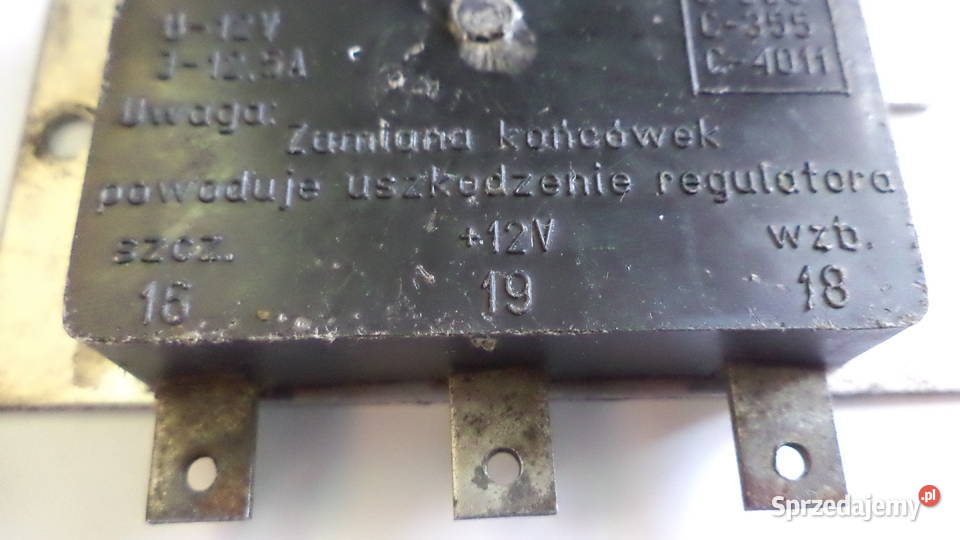 U-12V
J-12,5A
C-355
C-4011
Uwaga: Zamiana końcówek
powoduje uszkodzenie regulatora
szcz. +12V wzb.
16 19 18
Sprzedajemy.pl